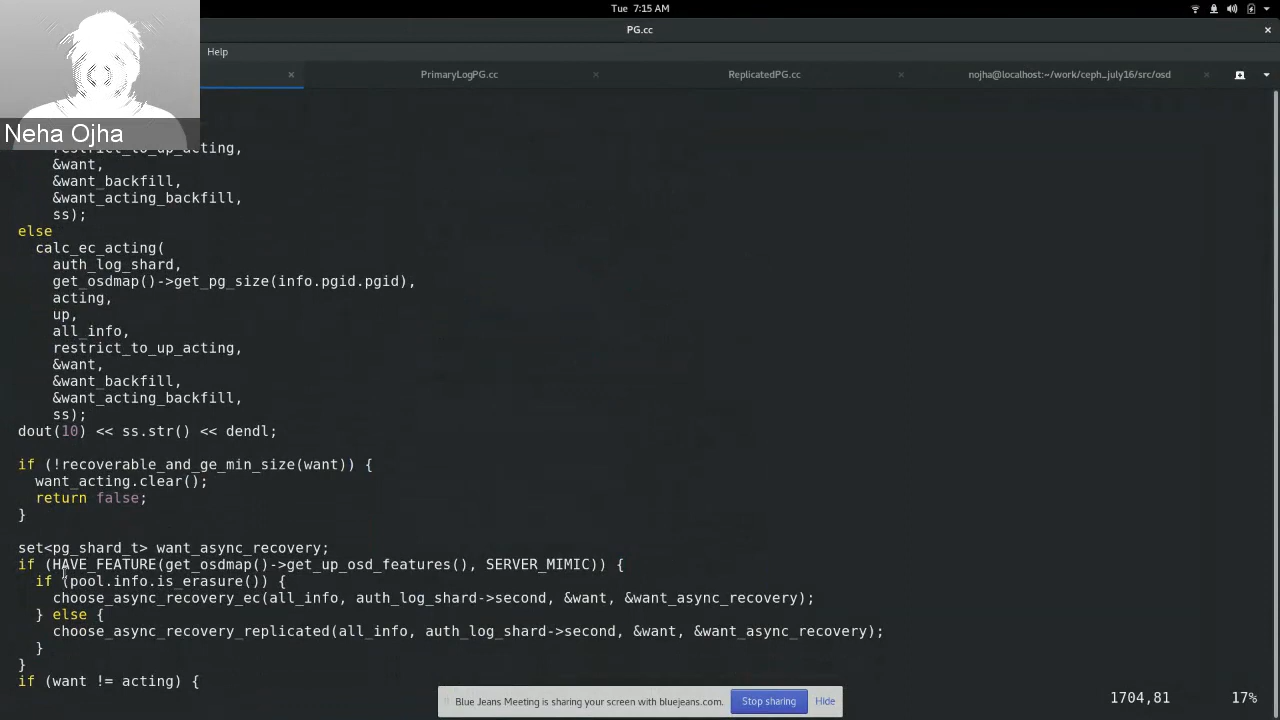 Tue 7:15 AM
PG.cc
Help
PrimaryLogPG.cc
ReplicatedPG.cc
nojha@localhost:~/work/ceph_july16/src/osd
Neha Ojha
restrict_to_up_acting,
&want,
&want_backfill,
&want_acting_backfill,
ss);
else
calc_ec_acting(
auth_log_shard,
get_osdmap()->get_pg_size(info.pgid.pgid),
acting,
up,
all_info,
restrict_to_up_acting,
&want,
&want_backfill,
&want_acting_backfill,
ss);
dout(10) << ss.str() << dendl;
if (!recoverable_and_ge_min_size(want)) {
want_acting.clear();
return false;
}
set<pg_shard_t> want_async_recovery;
if (HAVE_FEATURE(get_osdmap()->get_up_osd_features(), SERVER_MIMIC)) {
if (pool.info.is_erasure()) {
choose_async_recovery_ec(all_info, auth_log_shard->second, &want, &want_async_recovery);
} else {
choose_async_recovery_replicated(all_info, auth_log_shard->second, &want, &want_async_recovery);
}
}
if (want != acting) {
Blue Jeans Meeting is sharing your screen with bluejeans.com.
Stop sharing
Hide
1704,81
17%